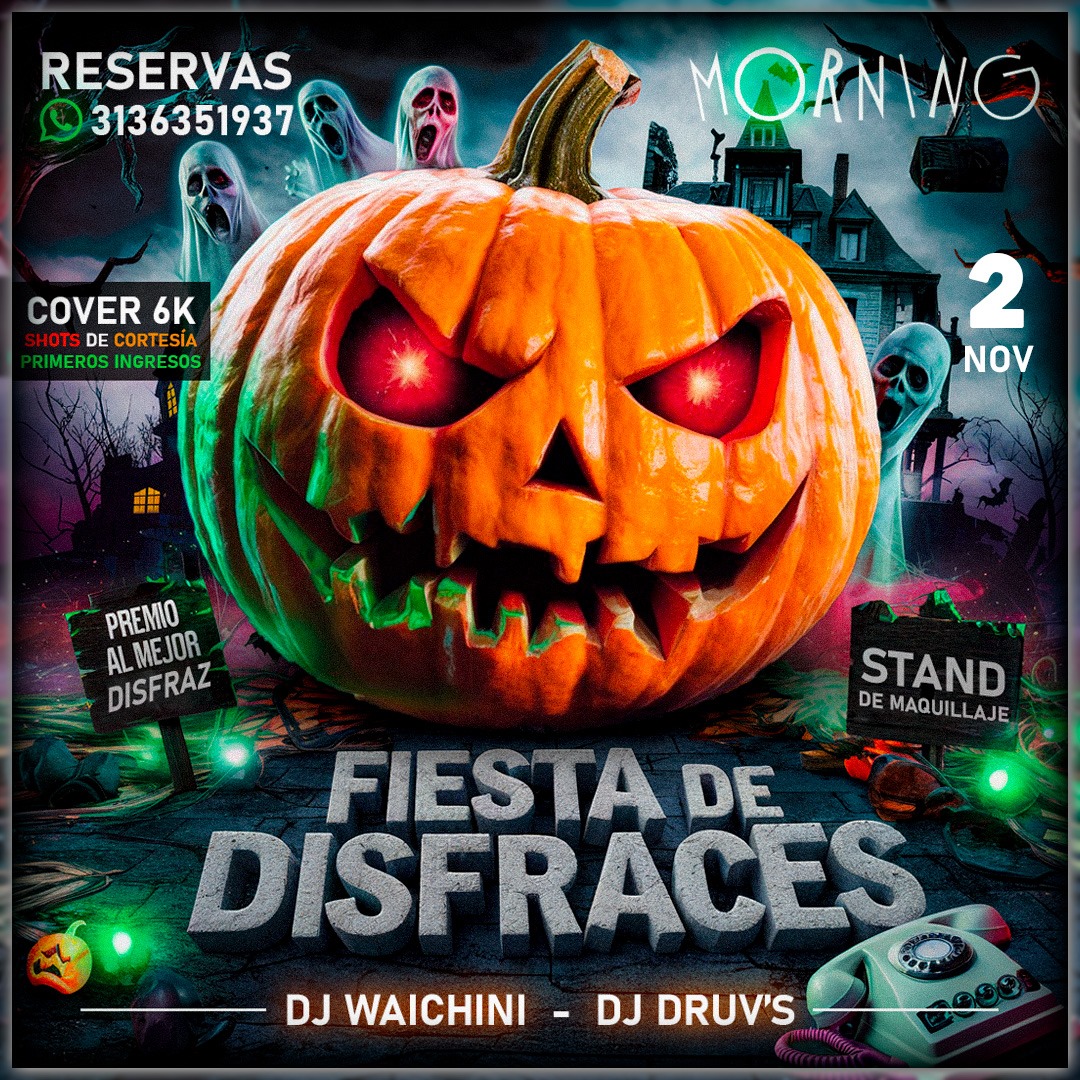 RESERVAS
3136351937
MORNING
COVER 6K
SHOTS DE CORTESÍA
PRIMEROS INGRESOS
2
NOV
PREMIO
AL MEJOR
DISFRAZ
STAND
DE MAQUILLAJE
FIESTA DE
DISFRACES
DJ WAICHINI - DJ DRUV'S